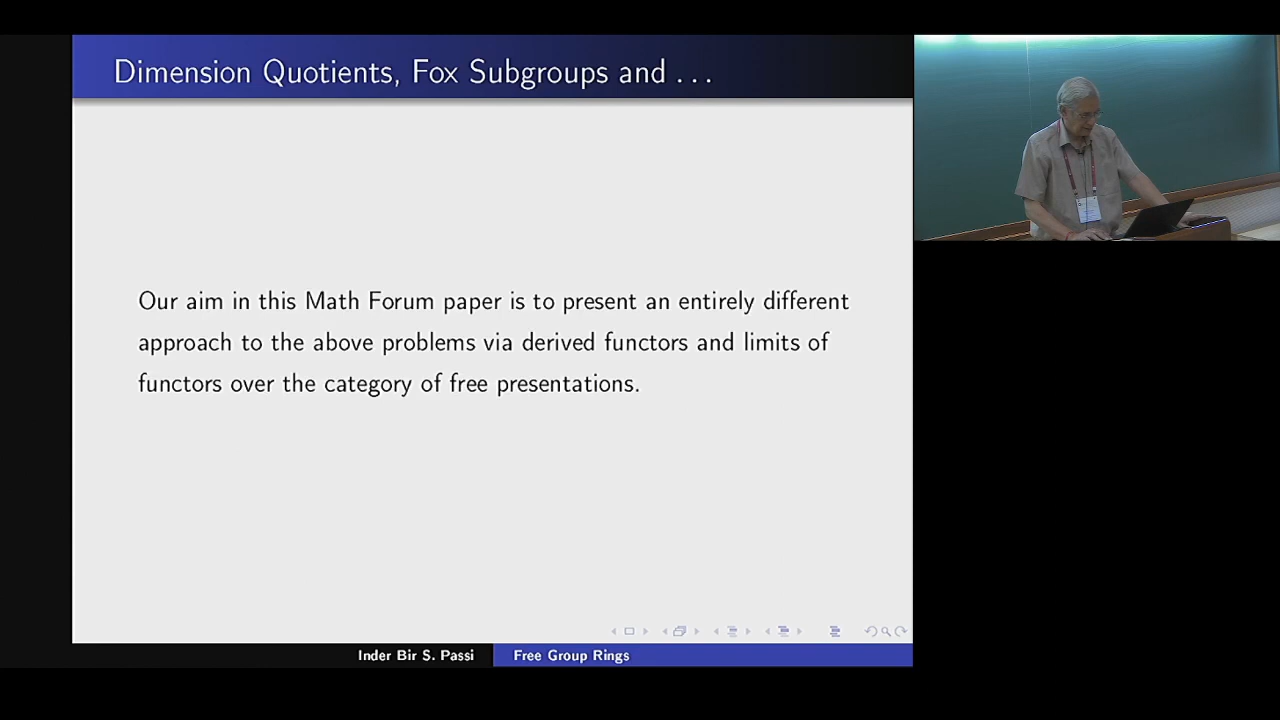 Dimension Quotients, Fox Subgroups and ...
Our aim in this Math Forum paper is to present an entirely different
approach to the above problems via derived functors and limits of
functors over the category of free presentations.
Inder Bir S. Passi
Free Group Rings